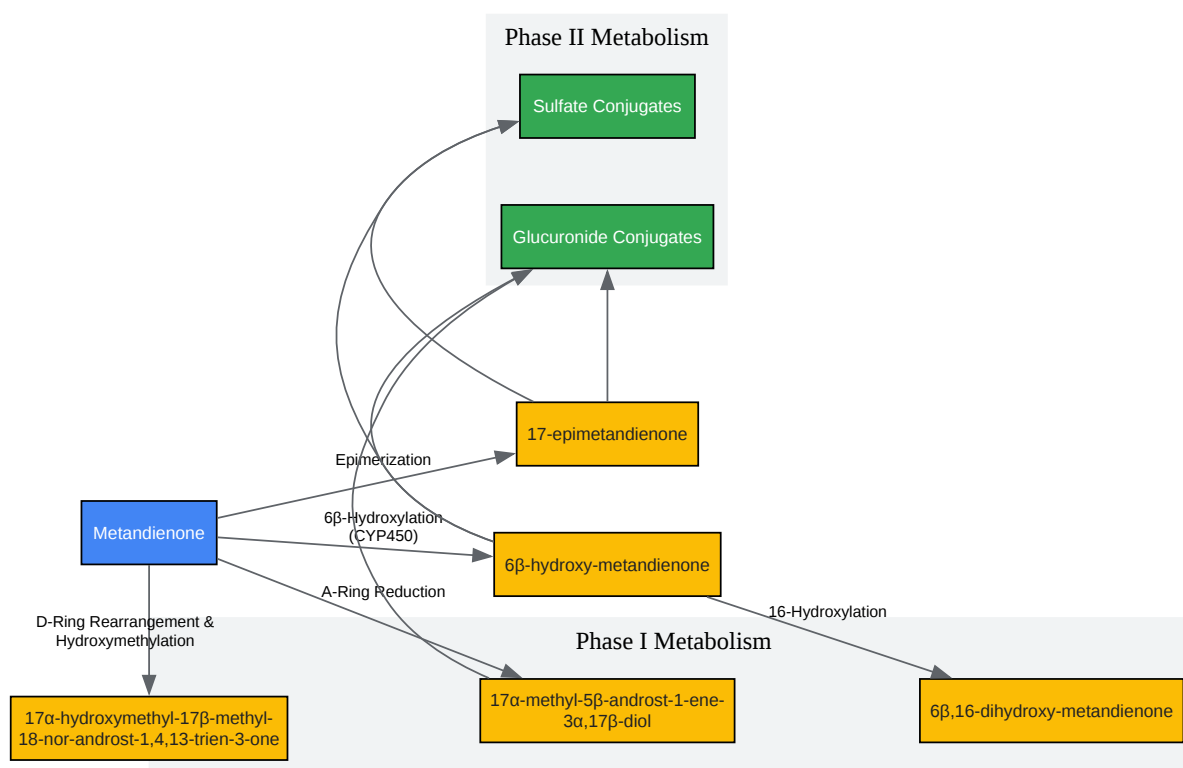 Phase II Metabolism
Sulfate Conjugates
Glucuronide Conjugates
17-epimetandienone
Epimerization
Metandienone
6β-Hydroxylation
(CYP450)
6β-hydroxy-metandienone
A-Ring Reduction
16-Hydroxylation
D-Ring Rearrangement &
Hydroxymethylation
Phase I Metabolism
17α-hydroxymethyl-17β-methyl-
18-nor-androst-1,4,13-trien-3-one
17α-methyl-5β-androst-1-ene-
3α,17β-diol
6β,16-dihydroxy-metandienone